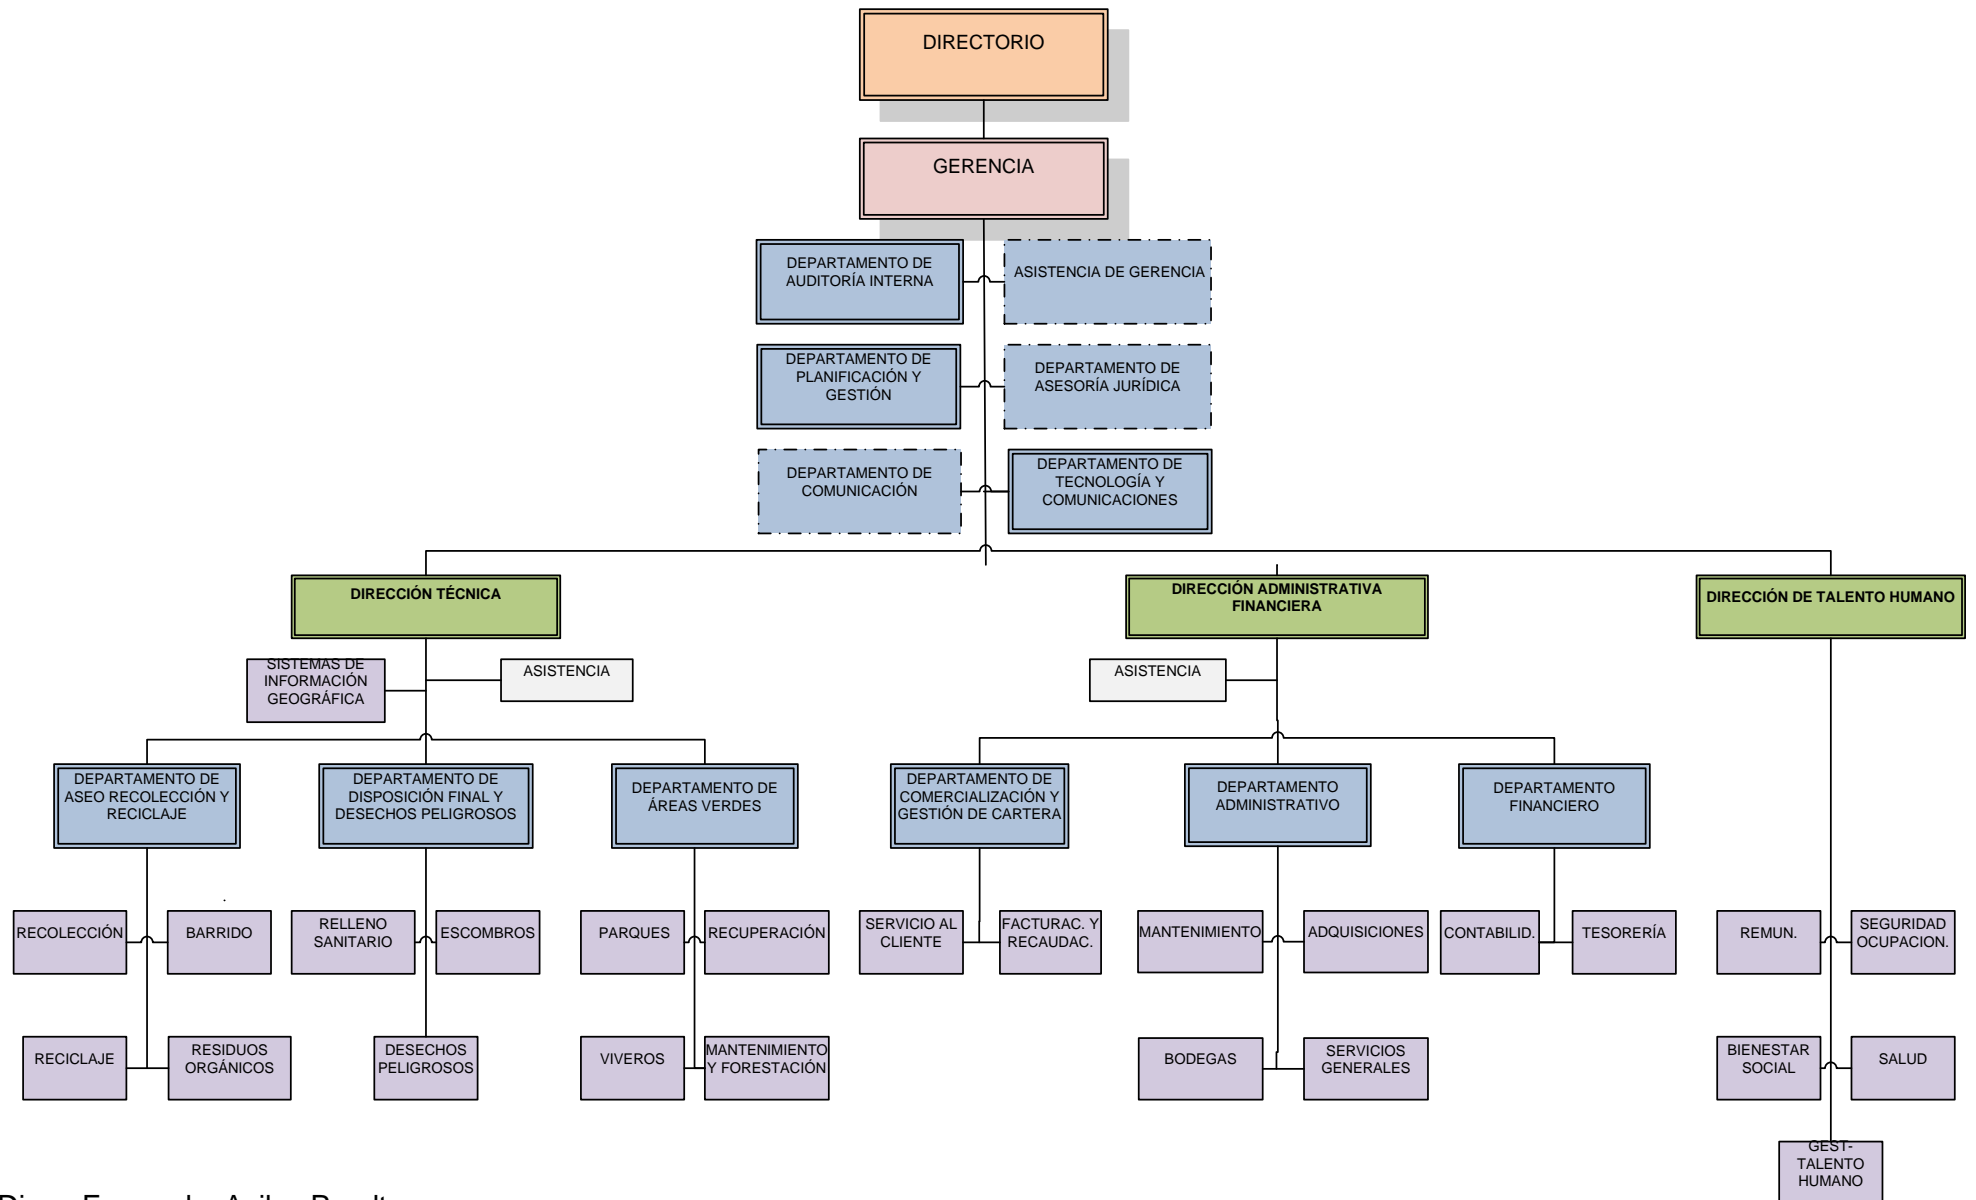 DIRECTORIO
GERENCIA
DEPARTAMENTO DE
AUDITORÍA INTERNA
ASISTENCIA DE GERENCIA
DEPARTAMENTO DE
PLANIFICACIÓN Y
GESTIÓN
DEPARTAMENTO DE
ASESORÍA JURÍDICA
DEPARTAMENTO DE
COMUNICACIÓN
DEPARTAMENTO DE
TECNOLOGÍA Y
COMUNICACIONES
DIRECCIÓN TÉCNICA
DIRECCIÓN ADMINISTRATIVA
FINANCIERA
DIRECCIÓN DE TALENTO HUMANO
SISTEMAS DE
INFORMACIÓN
GEOGRÁFICA
ASISTENCIA
ASISTENCIA
DEPARTAMENTO DE
ASEO RECOLECCIÓN Y
RECICLAJE
DEPARTAMENTO DE
DISPOSICIÓN FINAL Y
DESECHOS PELIGROSOS
DEPARTAMENTO DE
ÁREAS VERDES
DEPARTAMENTO DE
COMERCIALIZACIÓN Y
GESTIÓN DE CARTERA
DEPARTAMENTO
ADMINISTRATIVO
DEPARTAMENTO
FINANCIERO
RECOLECCIÓN
BARRIDO
RELLENO
SANITARIO
ESCOMBROS
PARQUES
RECUPERACIÓN
SERVICIO AL
CLIENTE
FACTURAC. Y
RECAUDAC.
MANTENIMIENTO
ADQUISICIONES
CONTABILID.
TESORERÍA
REMUN.
SEGURIDAD
OCUPACION.
RECICLAJE
RESIDUOS
ORGÁNICOS
DESECHOS
PELIGROSOS
VIVEROS
MANTENIMIENTO
Y FORESTACIÓN
BODEGAS
SERVICIOS
GENERALES
BIENESTAR
SOCIAL
SALUD
GEST-
TALENTO
HUMANO